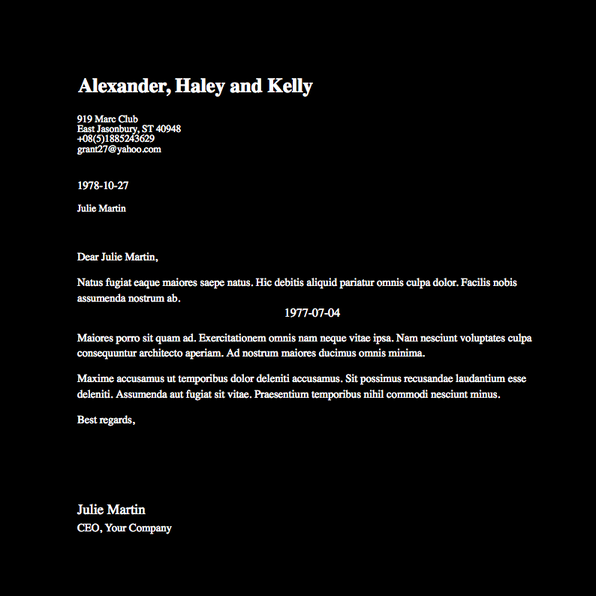 Alexander, Haley and Kelly
919 Marc Club
East Jasonbury, ST 40948
+08(5)1885243629
grant27@yahoo.com
1978-10-27
Julie Martin
Dear Julie Martin,
Natus fugiat eaque maiores saepe natus. Hic debitis aliquid pariatur omnis culpa dolor. Facilis nobis
assumenda nostrum ab.
1977-07-04
Maiores porro sit quam ad. Exercitationem omnis nam neque vitae ipsa. Nam nesciunt voluptates culpa
consequuntur architecto aperiam. Ad nostrum maiores ducimus omnis minima.
Maxime accusamus ut temporibus dolor deleniti accusamus. Sit possimus recusandae laudantium esse
deleniti. Assumenda aut fugiat sit vitae. Praesentium temporibus nihil commodi nesciunt minus.
Best regards,
Julie Martin
CEO, Your Company